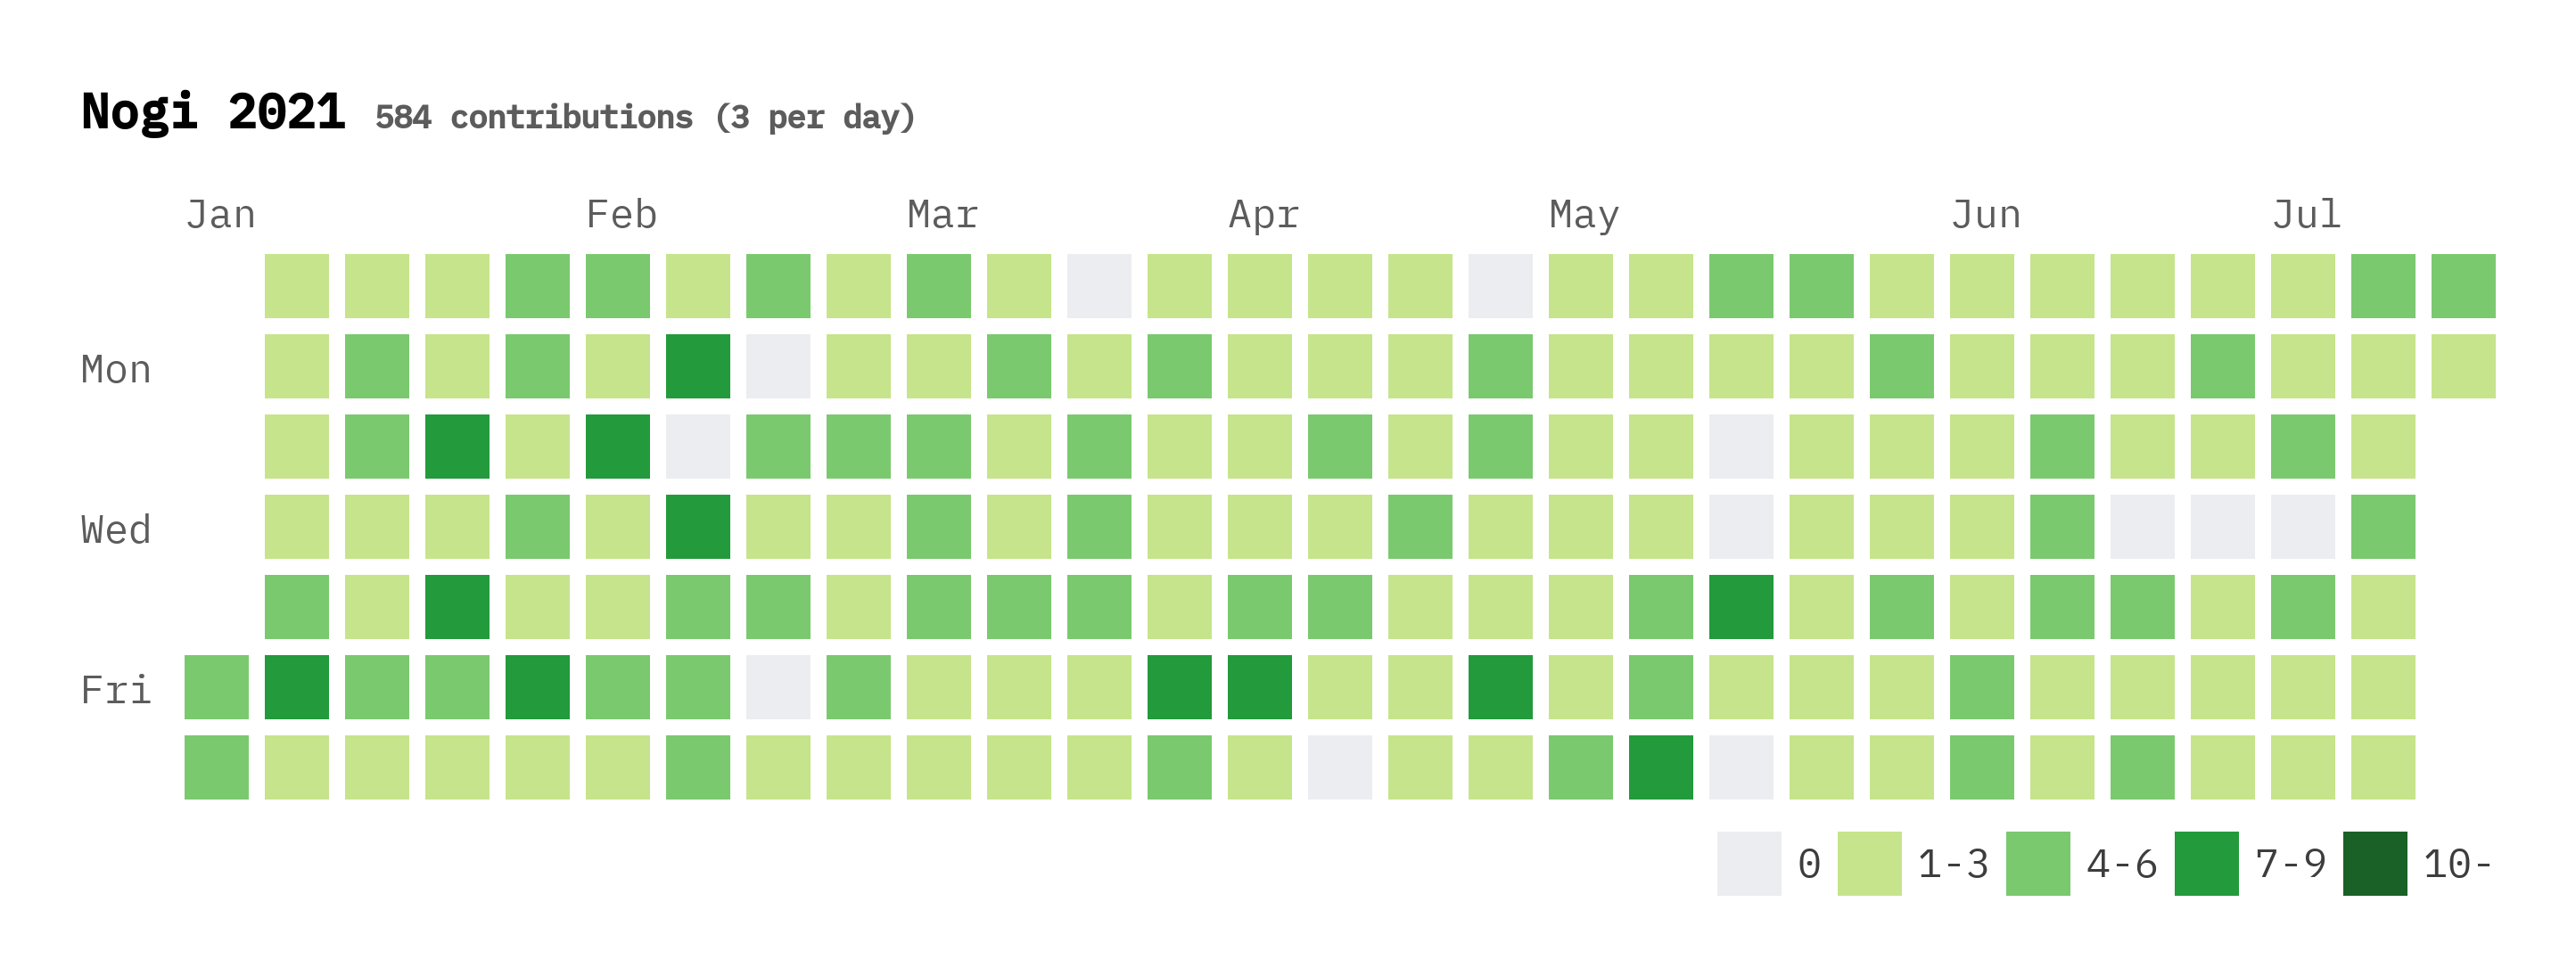 Nogi 2021 584 contributions (3 per day)
Jan Feb Mar Apr May Jun Jul
Mon
Wed
Fri
0 1-3 4-6 7-9 10-